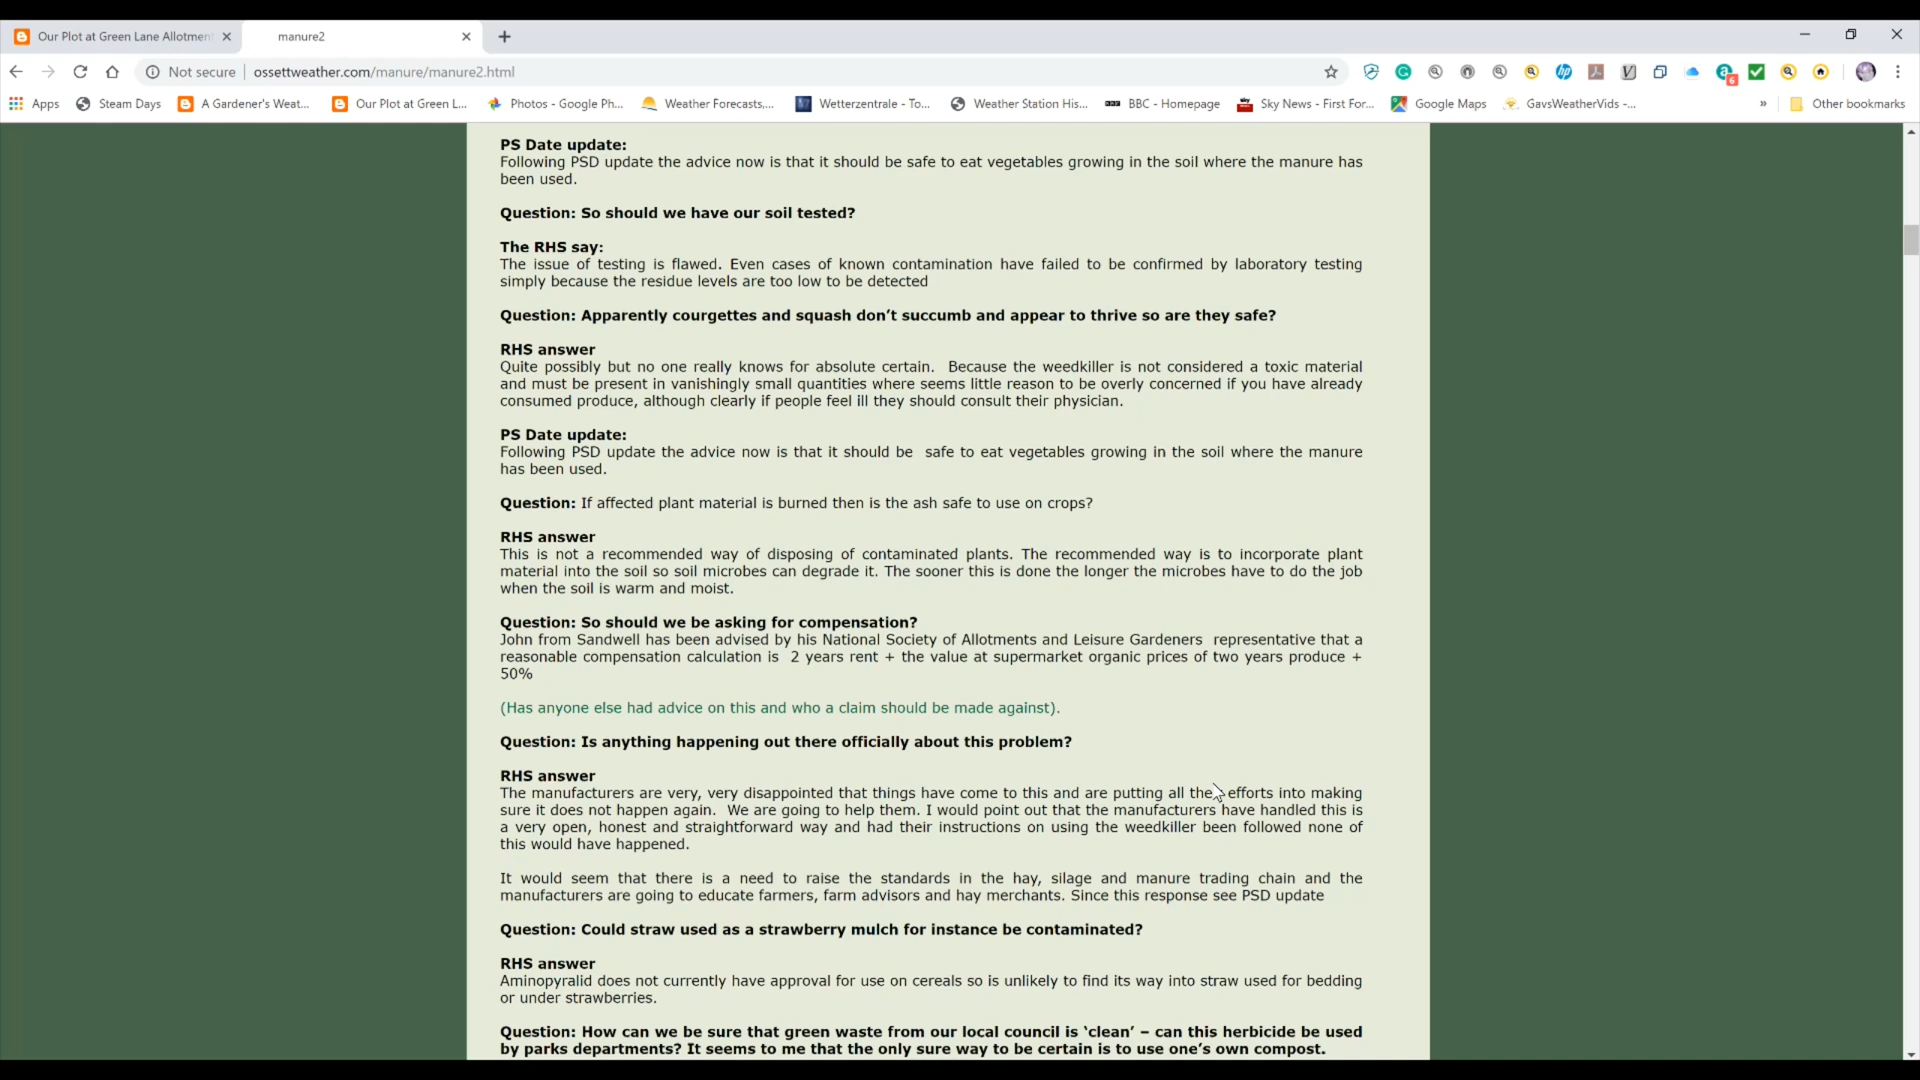 Our Plot at Green Lane Allotmen
manure2
Not secure
ossettweather.com/manure/manure2.html
6
Apps
Steam Days
A Gardener's Weat...
Our Plot at Green L...
Photos - Google Ph...
Weather Forecasts,...
Wetterzentrale - To...
Weather Station His...
BBC - Homepage
Sky News - First For...
Google Maps
GavsWeatherVids -...
»
Other bookmarks
PS Date update:
Following PSD update the advice now is that it should be safe to eat vegetables growing in the soil where the manure has
been used.
Question: So should we have our soil tested?
The RHS say:
The issue of testing is flawed. Even cases of known contamination have failed to be confirmed by laboratory testing
simply because the residue levels are too low to be detected
Question: Apparently courgettes and squash don't succumb and appear to thrive so are they safe?
RHS answer
Quite possibly but no one really knows for absolute certain. Because the weedkiller is not considered a toxic material
and must be present in vanishingly small quantities where seems little reason to be overly concerned if you have already
consumed produce, although clearly if people feel ill they should consult their physician.
PS Date update:
Following PSD update the advice now is that it should be safe to eat vegetables growing in the soil where the manure
has been used.
Question: If affected plant material is burned then is the ash safe to use on crops?
RHS answer
This is not a recommended way of disposing of contaminated plants. The recommended way is to incorporate plant
material into the soil so soil microbes can degrade it. The sooner this is done the longer the microbes have to do the job
when the soil is warm and moist.
Question: So should we be asking for compensation?
John from Sandwell has been advised by his National Society of Allotments and Leisure Gardeners representative that a
reasonable compensation calculation is 2 years rent + the value at supermarket organic prices of two years produce +
50%
(Has anyone else had advice on this and who a claim should be made against).
Question: Is anything happening out there officially about this problem?
RHS answer
The manufacturers are very, very disappointed that things have come to this and are putting all their efforts into making
sure it does not happen again. We are going to help them. I would point out that the manufacturers have handled this is
a very open, honest and straightforward way and had their instructions on using the weedkiller been followed none of
this would have happened.
It would seem that there is a need to raise the standards in the hay, silage and manure trading chain and the
manufacturers are going to educate farmers, farm advisors and hay merchants. Since this response see PSD update
Question: Could straw used as a strawberry mulch for instance be contaminated?
RHS answer
Aminopyralid does not currently have approval for use on cereals so is unlikely to find its way into straw used for bedding
or under strawberries.
Question: How can we be sure that green waste from our local council is ‘clean’ – can this herbicide be used
by parks departments? It seems to me that the only sure way to be certain is to use one's own compost.